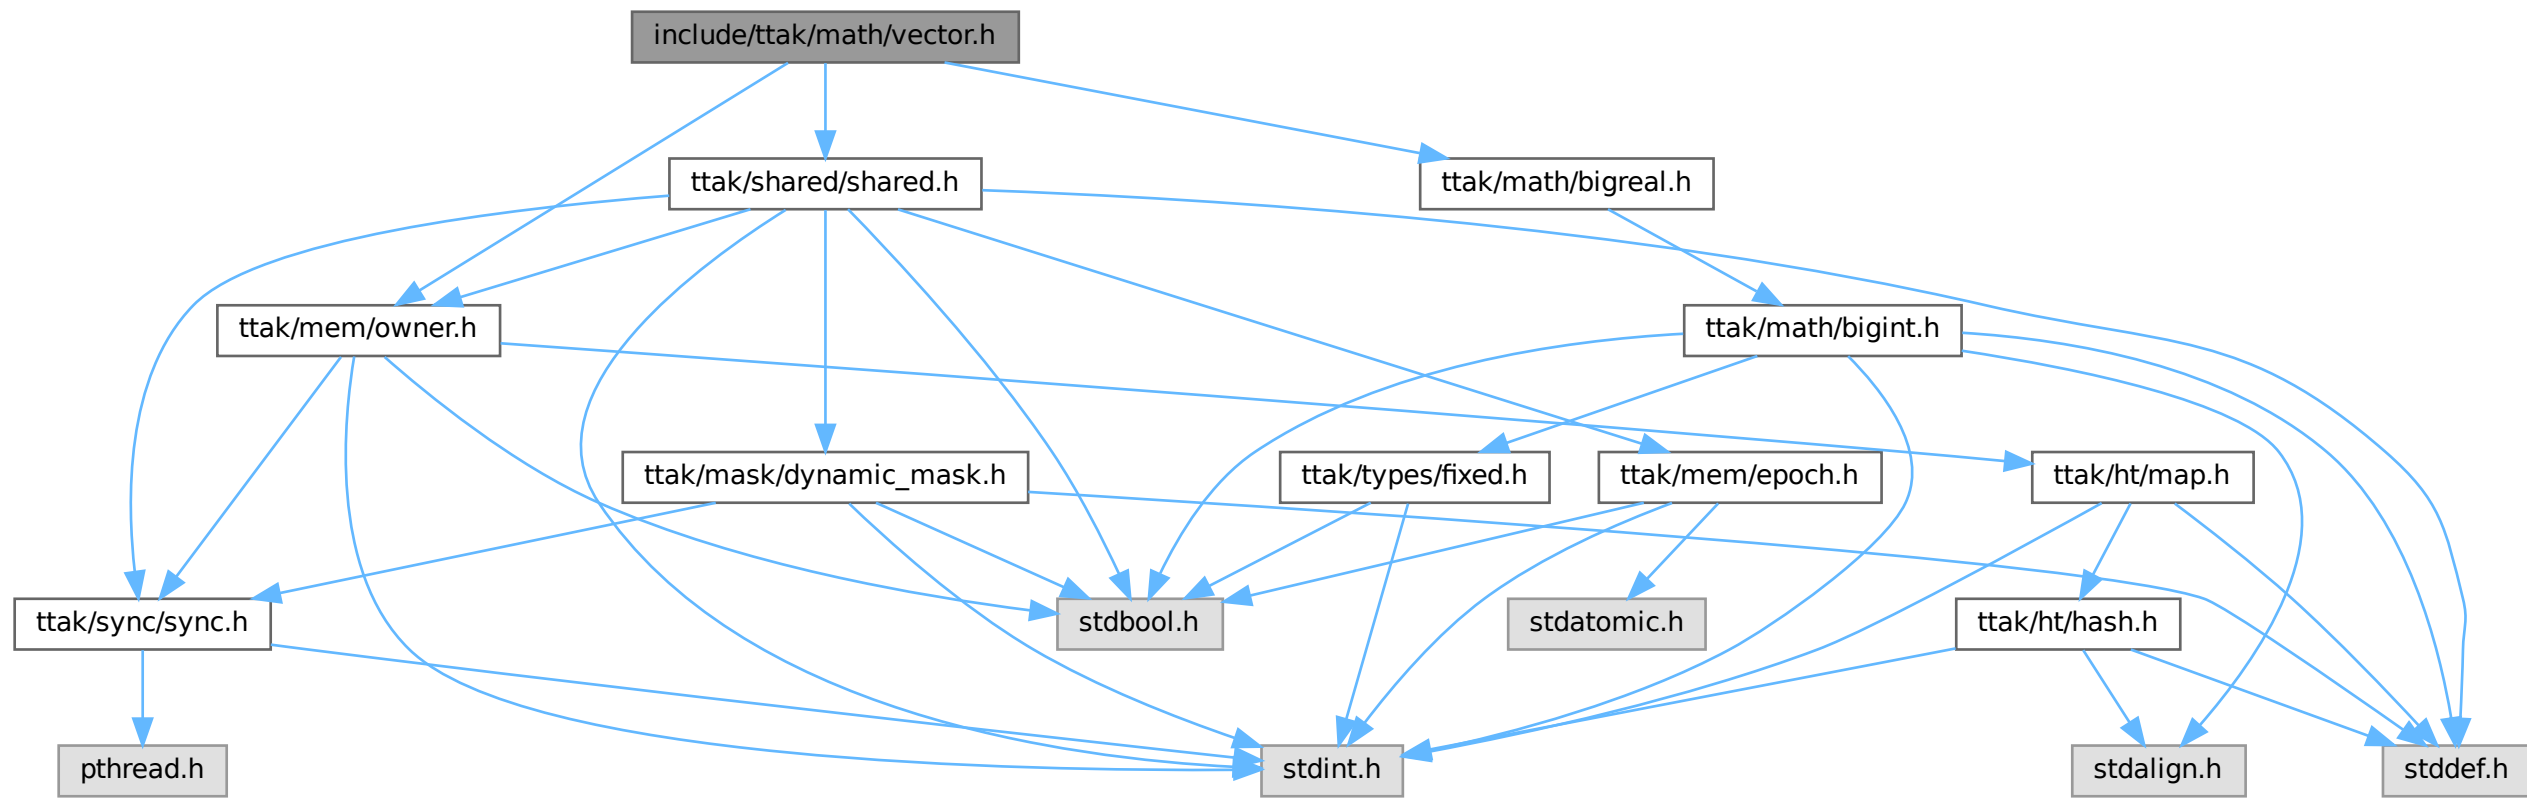 include/ttak/math/vector.h
ttak/shared/shared.h
ttak/math/bigreal.h
ttak/mem/owner.h
ttak/math/bigint.h
ttak/mask/dynamic_mask.h
ttak/types/fixed.h
ttak/mem/epoch.h
ttak/ht/map.h
ttak/sync/sync.h
stdbool.h
stdatomic.h
ttak/ht/hash.h
pthread.h
stdint.h
stdalign.h
stddef.h